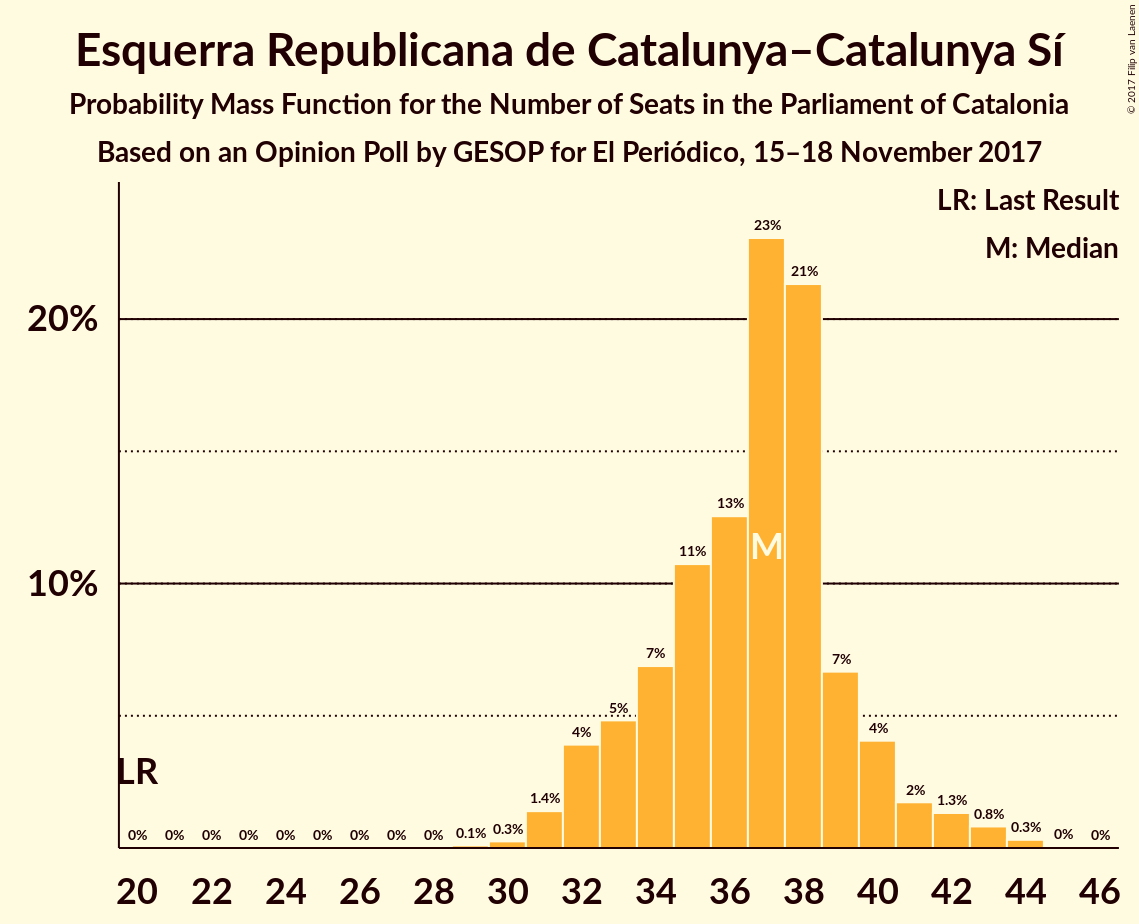 Esquerra Republicana de Catalunya–Catalunya Sí
Probability Mass Function for the Number of Seats in the Parliament of Catalonia
Based on an Opinion Poll by GESOP for El Periódico, 15–18 November 2017
© 2017 Filip van Laenen
LR: Last Result
M: Median
23%
21%
20%
13%
11%
M
10%
7%
7%
5%
4%
4%
LR
1.4%
2%
1.3%
0.8%
0% 0% 0% 0% 0% 0% 0% 0% 0% 0.1% 0.3% 0.3% 0% 0%
20 22 24 26 28 30 32 34 36 38 40 42 44 46